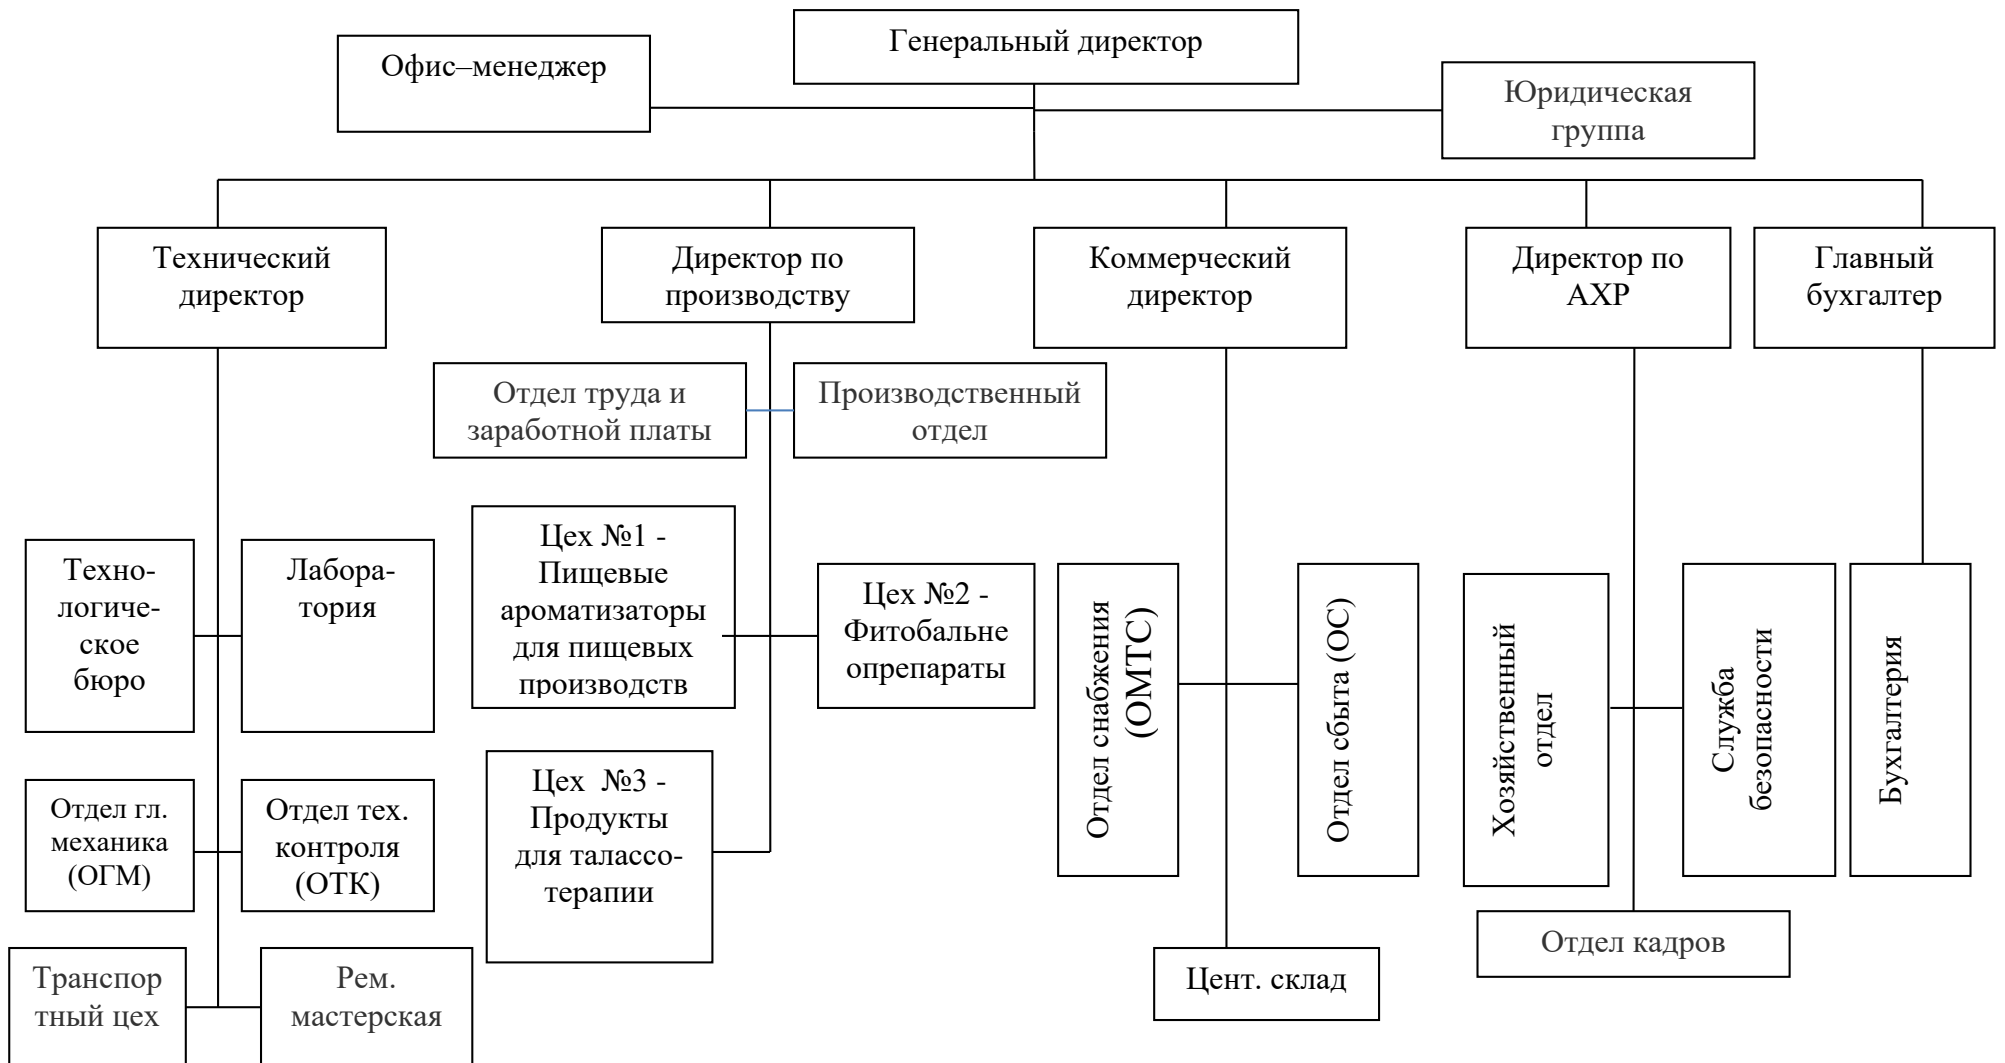 Генеральный директор
Офис–менеджер
Юридическая
группа
Технический
директор
Директор по
производству
Коммерческий
директор
Директор по
АХР
Главный
бухгалтер
Отдел труда и
заработной платы
Производственный
отдел
Техно-
логиче-
ское
бюро
Лабора-
тория
Цех №1 -
Пищевые
ароматизаторы
для пищевых
производств
Цех №2 -
Фитобальне
опрепараты
Отдел снабжения
(ОМТС)
Отдел сбыта (ОС)
Хозяйственный
отдел
Служба
безопасности
Бухгалтерия
Отдел гл.
механика
(ОГМ)
Отдел тех.
контроля
(ОТК)
Цех №3 -
Продукты
для талассо-
терапии
Отдел кадров
Транспор
тный цех
Рем.
мастерская
Цент. склад